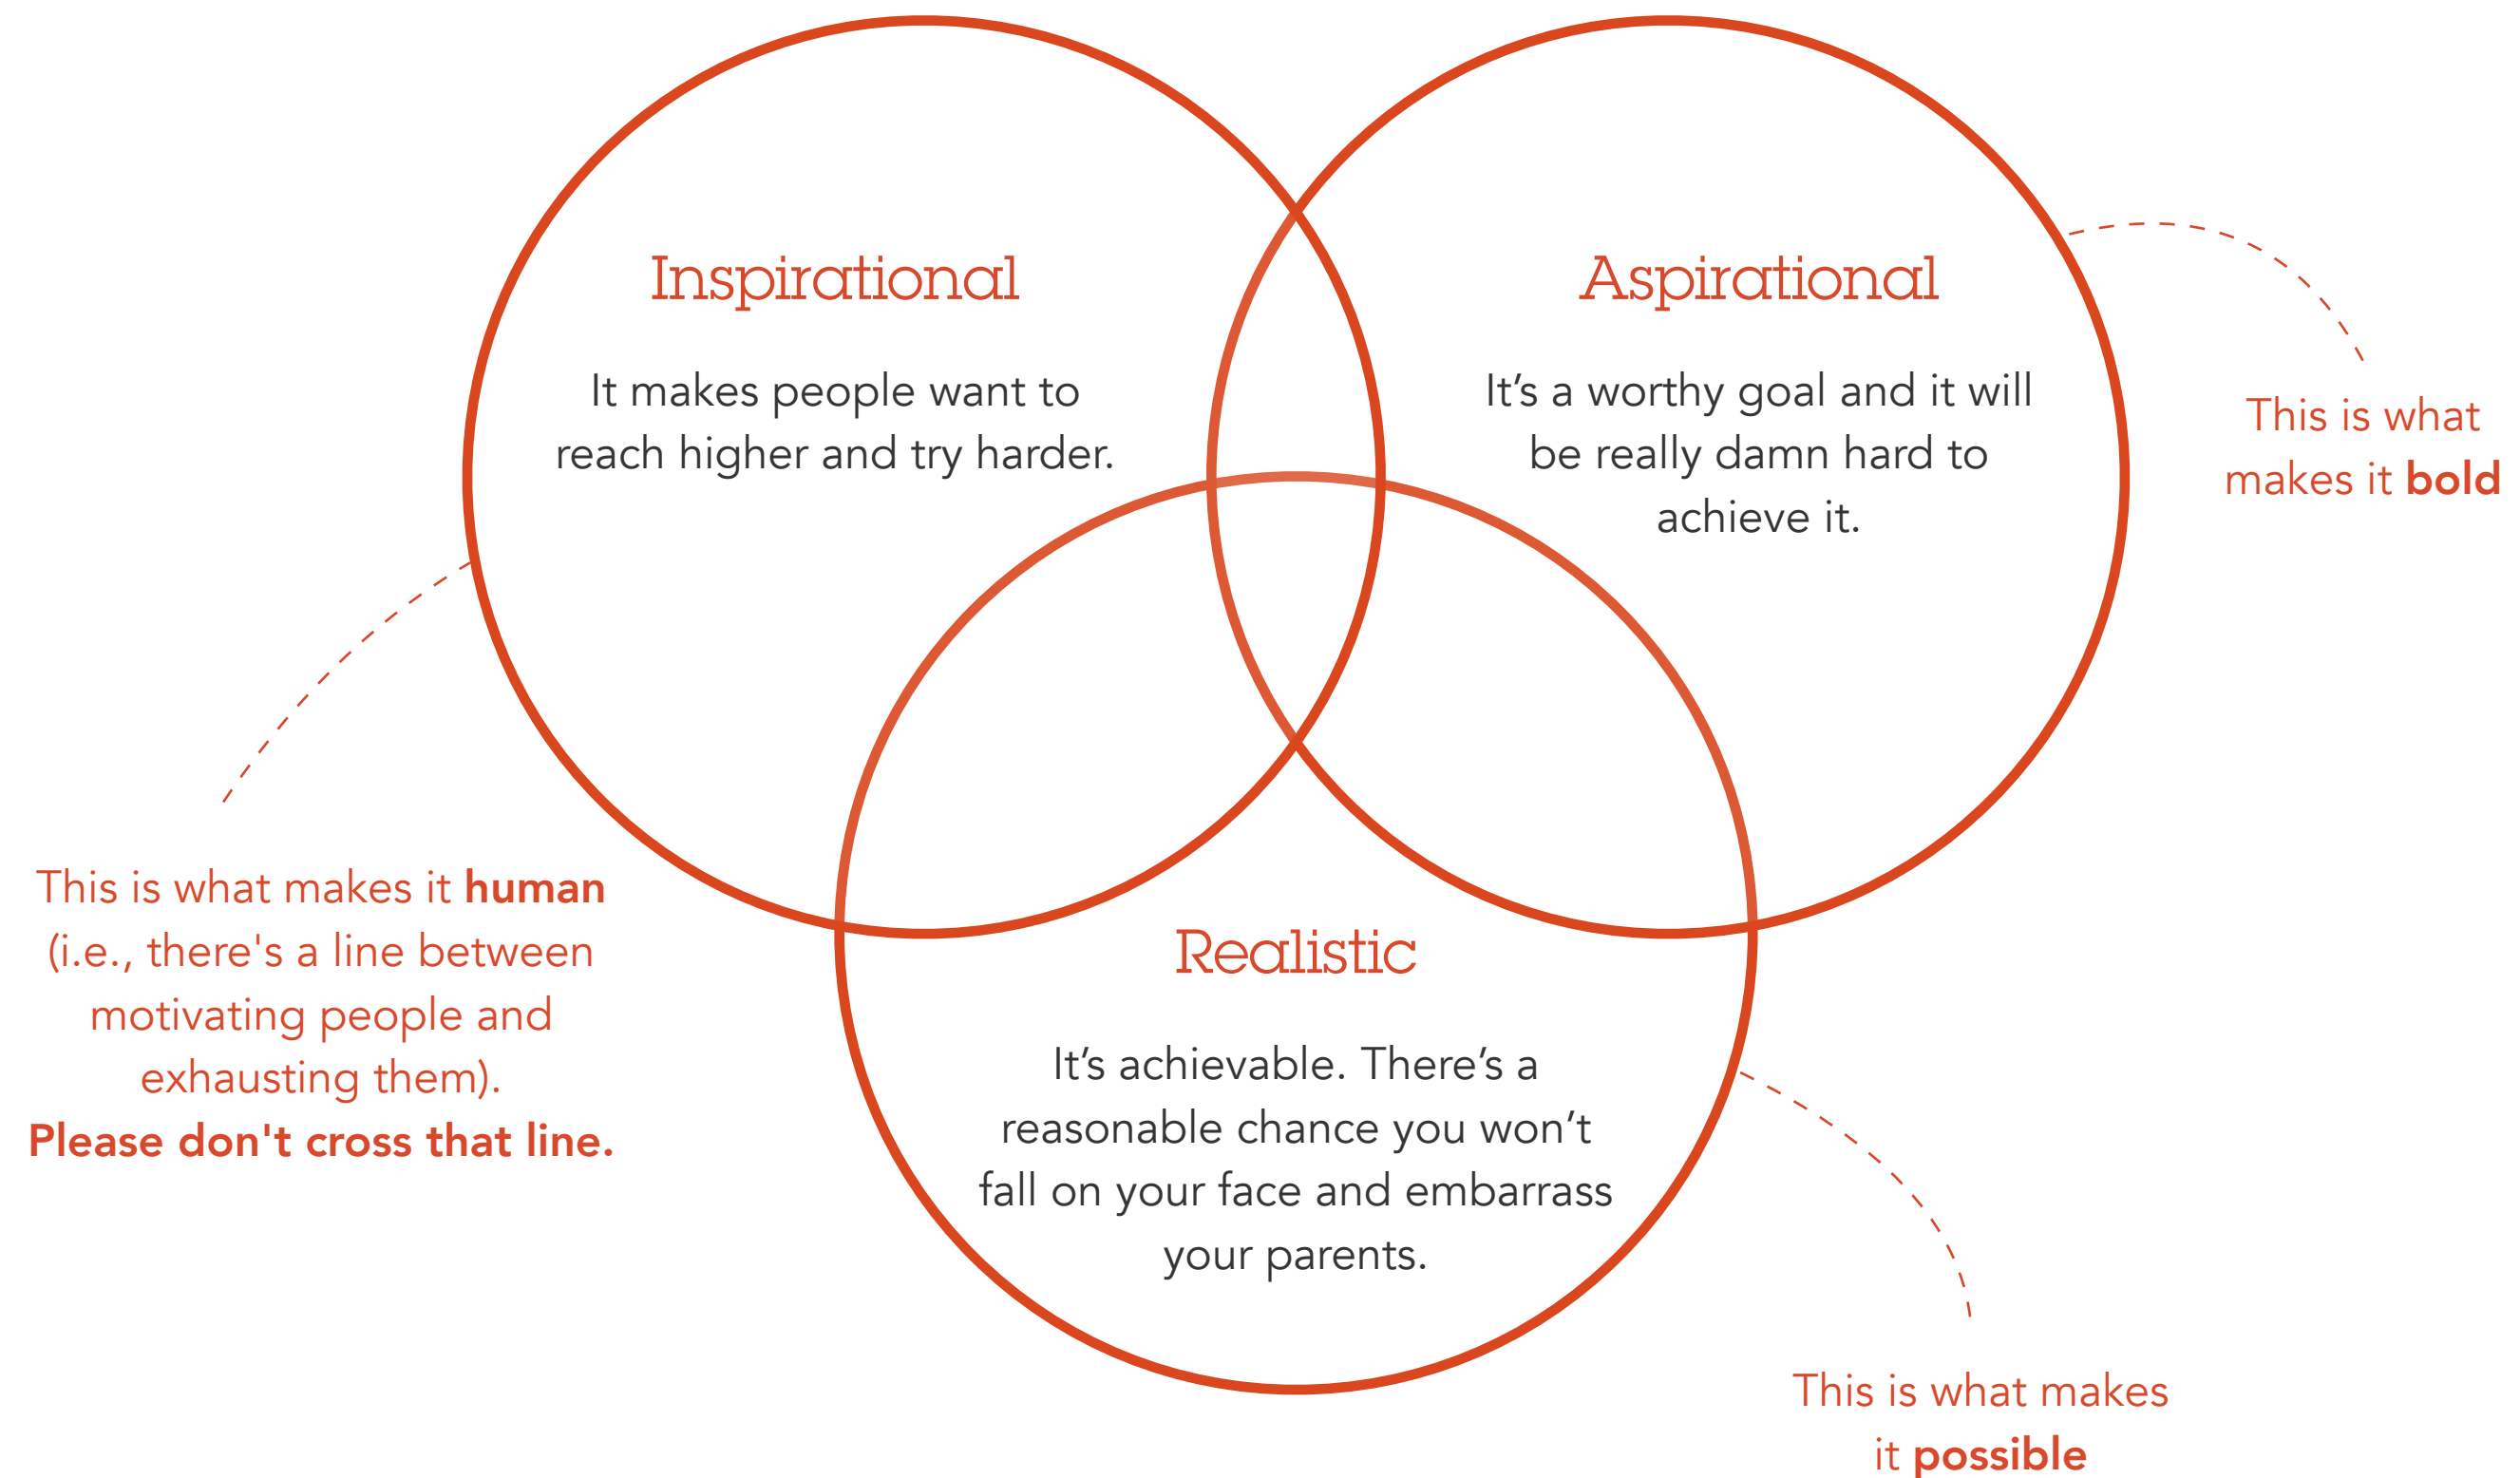 Inspirational
It makes people want to
reach higher and try harder.
Aspirational
It’s a worthy goal and it will
be really damn hard to
achieve it.
This is what
makes it bold
This is what makes it human
(i.e., there's a line between
motivating people and
exhausting them).
Please don't cross that line.
Realistic
It’s achievable. There’s a
reasonable chance you won’t
fall on your face and embarrass
your parents.
This is what makes
it possible